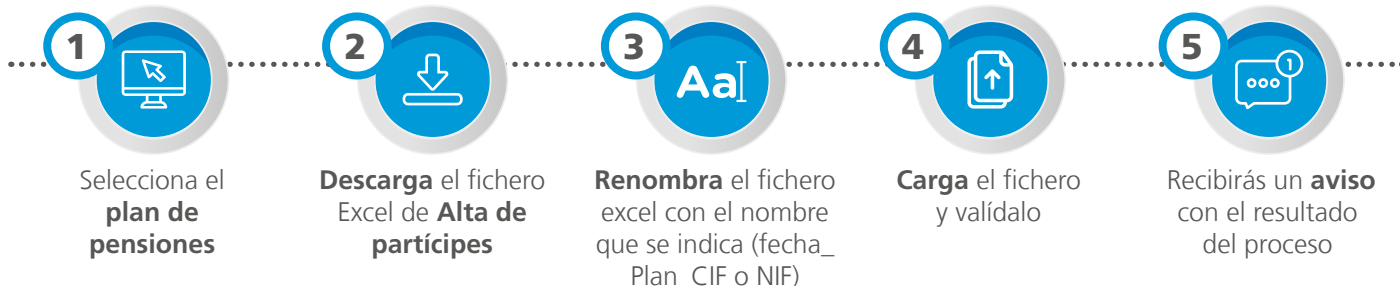 1
Selecciona el
plan de
pensiones
2
Descarga el fichero
Excel de Alta de
partícipes
3
Aa
Renombra el fichero
excel con el nombre
que se indica (fecha_
Plan_CIF o NIF)
4
Carga el fichero
y valídalo
5
1
Recibirás un aviso
con el resultado
del proceso